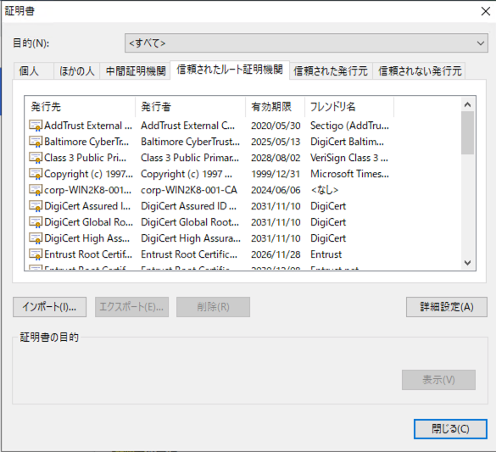 証明書
目的(N): <すべて>
個人 ほかの人 中間証明機関 信頼されたルート証明機関 信頼された発行元 信頼されない発行元
発行先 発行者 有効期限 フレンドリ名
AddTrust External ... AddTrust External C... 2020/05/30 Sectigo (AddTru...
Baltimore CyberTr... Baltimore CyberTrust... 2025/05/13 DigiCert Baltim...
Class 3 Public Pri... Class 3 Public Primar... 2028/08/02 VeriSign Class 3 ...
Copyright (c) 1997 ... Copyright (c) 1997 ... 1999/12/31 Microsoft Times...
corp-WIN2K8-001... corp-WIN2K8-001-CA 2024/06/06 <なし>
DigiCert Assured I... DigiCert Assured ID ... 2031/11/10 DigiCert
DigiCert Global Ro... DigiCert Global Root... 2031/11/10 DigiCert
DigiCert High Ass... DigiCert High Assura... 2031/11/10 DigiCert
Entrust Root Certif... Entrust Root Certific... 2026/11/28 Entrust
インポート(I)... エクスポート(E)... 削除(R) 詳細設定(A)
証明書の目的
表示(V)
閉じる(C)